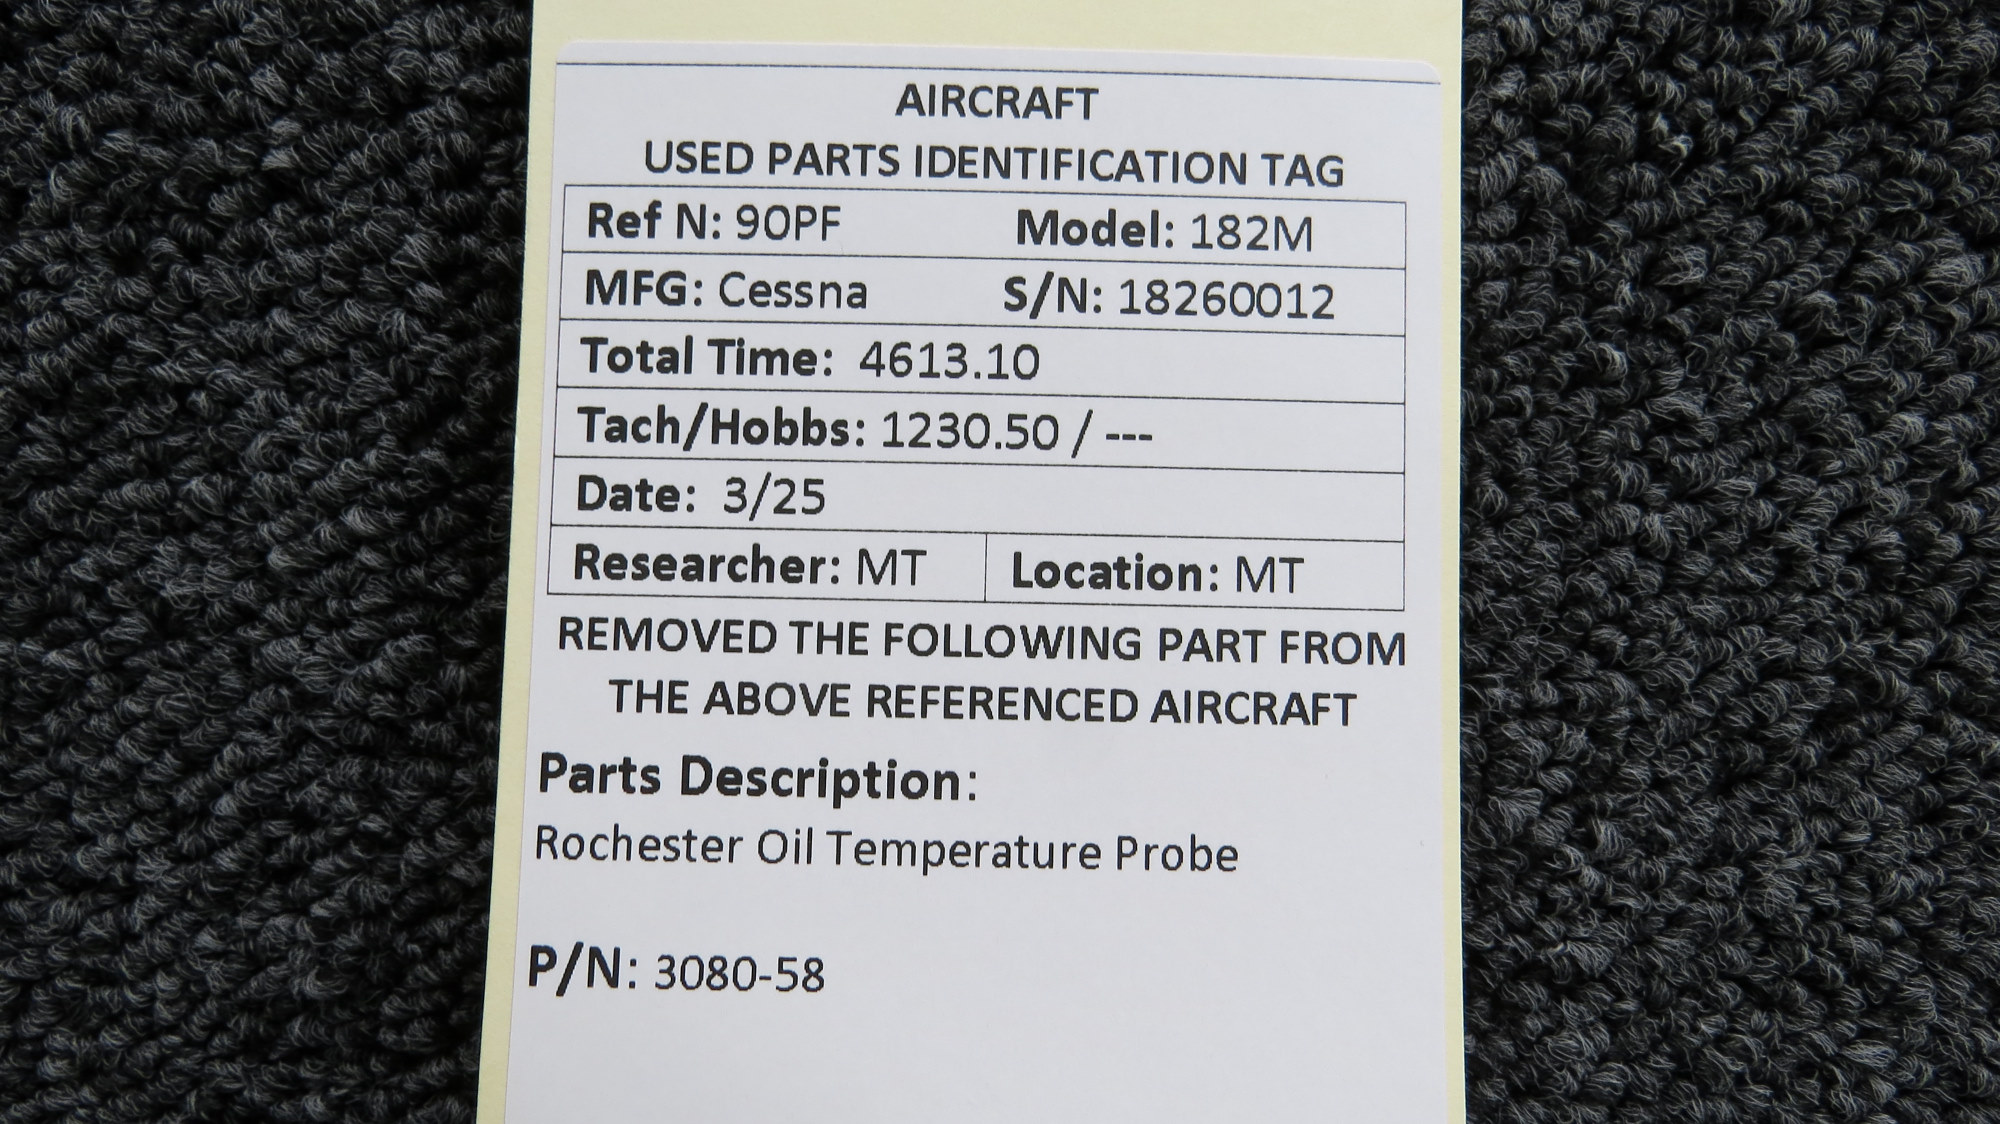 AIRCRAFT
USED PARTS IDENTIFICATION TAG
Ref N: 90PF Model: 182M
MFG: Cessna S/N: 18260012
Total Time: 4613.10
Tach/Hobbs: 1230.50 / ---
Date: 3/25
Researcher: MT Location: MT
REMOVED THE FOLLOWING PART FROM
THE ABOVE REFERENCED AIRCRAFT
Parts Description:
Rochester Oil Temperature Probe
P/N: 3080-58